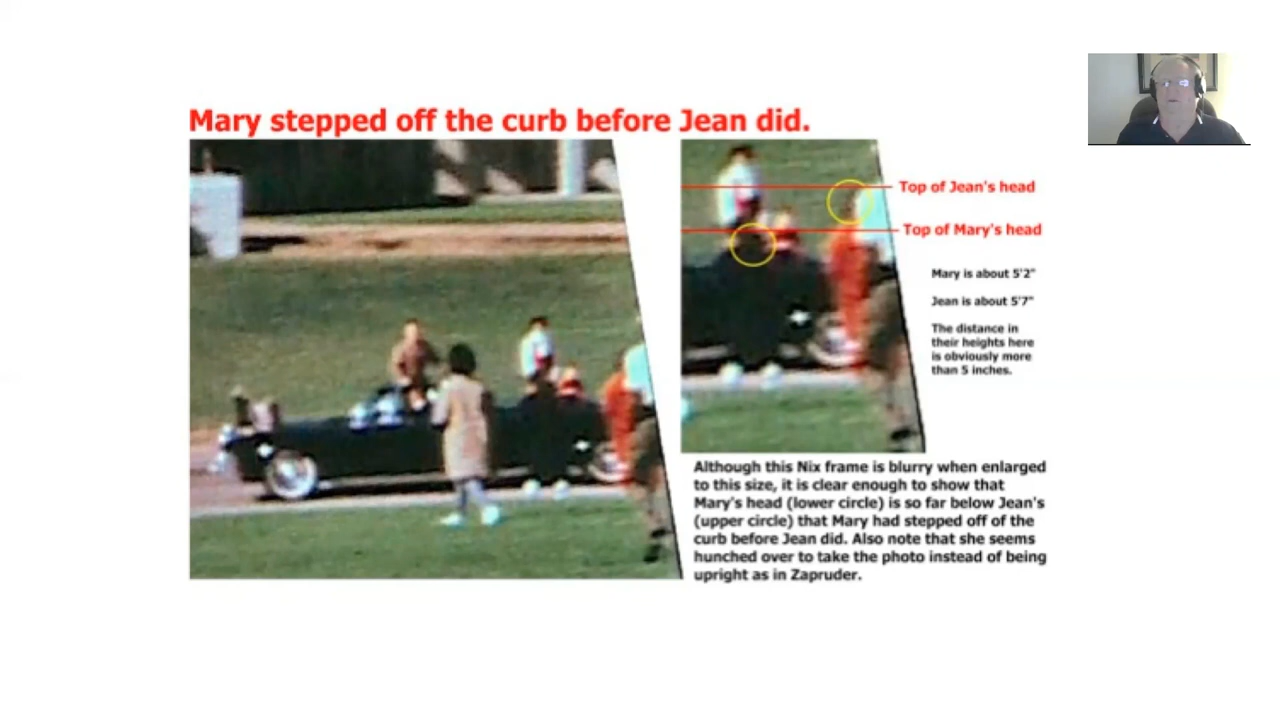 Mary stepped off the curb before Jean did.
Top of Jean's head
Top of Mary's head
Mary is about 5'2"
Jean is about 5'7"
The distance in
their heights here
is obviously more
than 5 inches.
Although this Nix frame is blurry when enlarged
to this size, it is clear enough to show that
Mary's head (lower circle) is so far below Jean's
(upper circle) that Mary had stepped off of the
curb before Jean did. Also note that she seems
hunched over to take the photo instead of being
upright as in Zapruder.